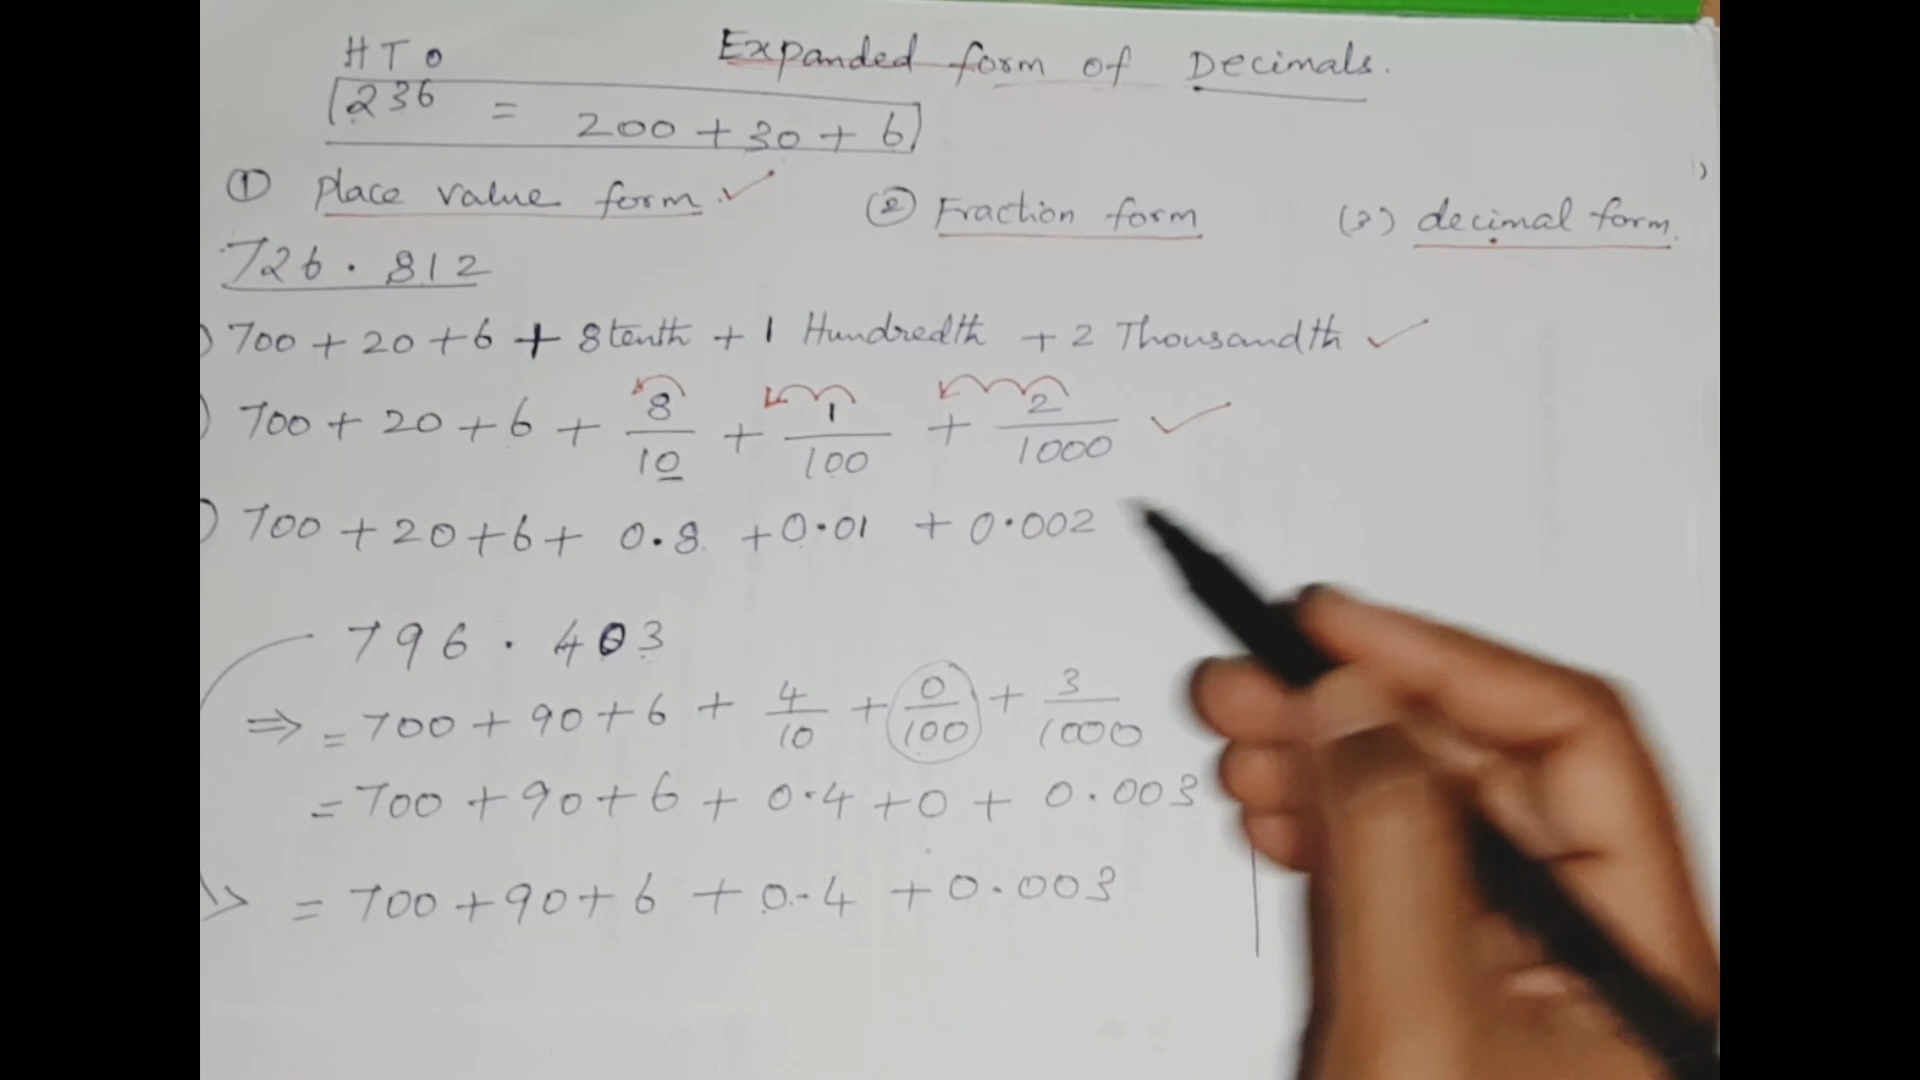 Expanded form of Decimals.
H T O
236 = 200 + 30 + 6
① Place value form. ✓ (2) Fraction form (3) decimal form.
726.812
) 700 + 20 + 6 + 8 tenth + 1 Hundredth + 2 Thousandth ✓
) 700 + 20 + 6 + 8/10 + 1/100 + 2/1000 ✓
) 700 + 20 + 6 + 0.8 + 0.01 + 0.002
796.403
⇒ = 700 + 90 + 6 + 4/10 + 0/100 + 3/1000
= 700 + 90 + 6 + 0.4 + 0 + 0.003
= 700 + 90 + 6 + 0.4 + 0.003